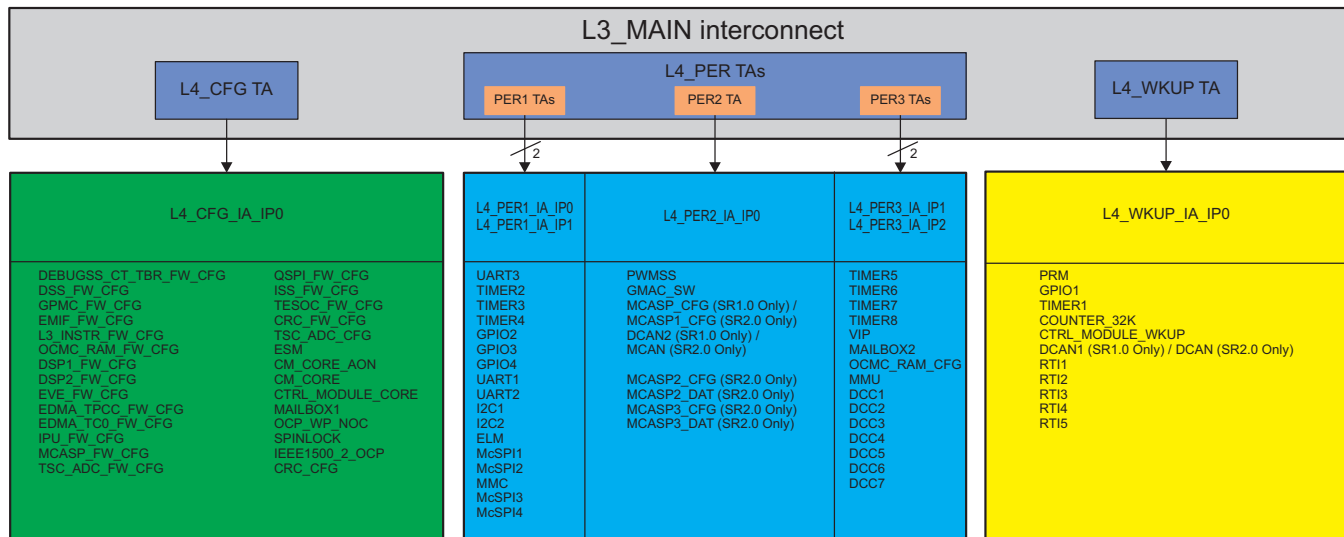 L3_MAIN interconnect
L4_CFG TA
L4_PER TAs
PER1 TAs
PER2 TA
PER3 TAs
L4_WKUP TA
2
2
L4_CFG_IA_IP0
DEBUGSS_CT_TBR_FW_CFG
DSS_FW_CFG
GPMC_FW_CFG
EMIF_FW_CFG
L3_INSTR_FW_CFG
OCMC_RAM_FW_CFG
DSP1_FW_CFG
DSP2_FW_CFG
EVE_FW_CFG
EDMA_TPCC_FW_CFG
EDMA_TC0_FW_CFG
IPU_FW_CFG
MCASP_FW_CFG
TSC_ADC_FW_CFG
QSPI_FW_CFG
ISS_FW_CFG
TESOC_FW_CFG
CRC_FW_CFG
TSC_ADC_CFG
ESM
CM_CORE_AON
CM_CORE
CTRL_MODULE_CORE
MAILBOX1
OCP_WP_NOC
SPINLOCK
IEEE1500_2_OCP
CRC_CFG
L4_PER1_IA_IP0
L4_PER1_IA_IP1
UART3
TIMER2
TIMER3
TIMER4
GPIO2
GPIO3
GPIO4
UART1
UART2
I2C1
I2C2
ELM
McSPI1
McSPI2
MMC
McSPI3
McSPI4
L4_PER2_IA_IP0
PWMSS
GMAC_SW
MCASP_CFG (SR1.0 Only) /
MCASP1_CFG (SR2.0 Only)
DCAN2 (SR1.0 Only) /
MCAN (SR2.0 Only)
MCASP2_CFG (SR2.0 Only)
MCASP2_DAT (SR2.0 Only)
MCASP3_CFG (SR2.0 Only)
MCASP3_DAT (SR2.0 Only)
L4_PER3_IA_IP1
L4_PER3_IA_IP2
TIMER5
TIMER6
TIMER7
TIMER8
VIP
MAILBOX2
OCMC_RAM_CFG
MMU
DCC1
DCC2
DCC3
DCC4
DCC5
DCC6
DCC7
L4_WKUP_IA_IP0
PRM
GPIO1
TIMER1
COUNTER_32K
CTRL_MODULE_WKUP
DCAN1 (SR1.0 Only) / DCAN (SR2.0 Only)
RTI1
RTI2
RTI3
RTI4
RTI5